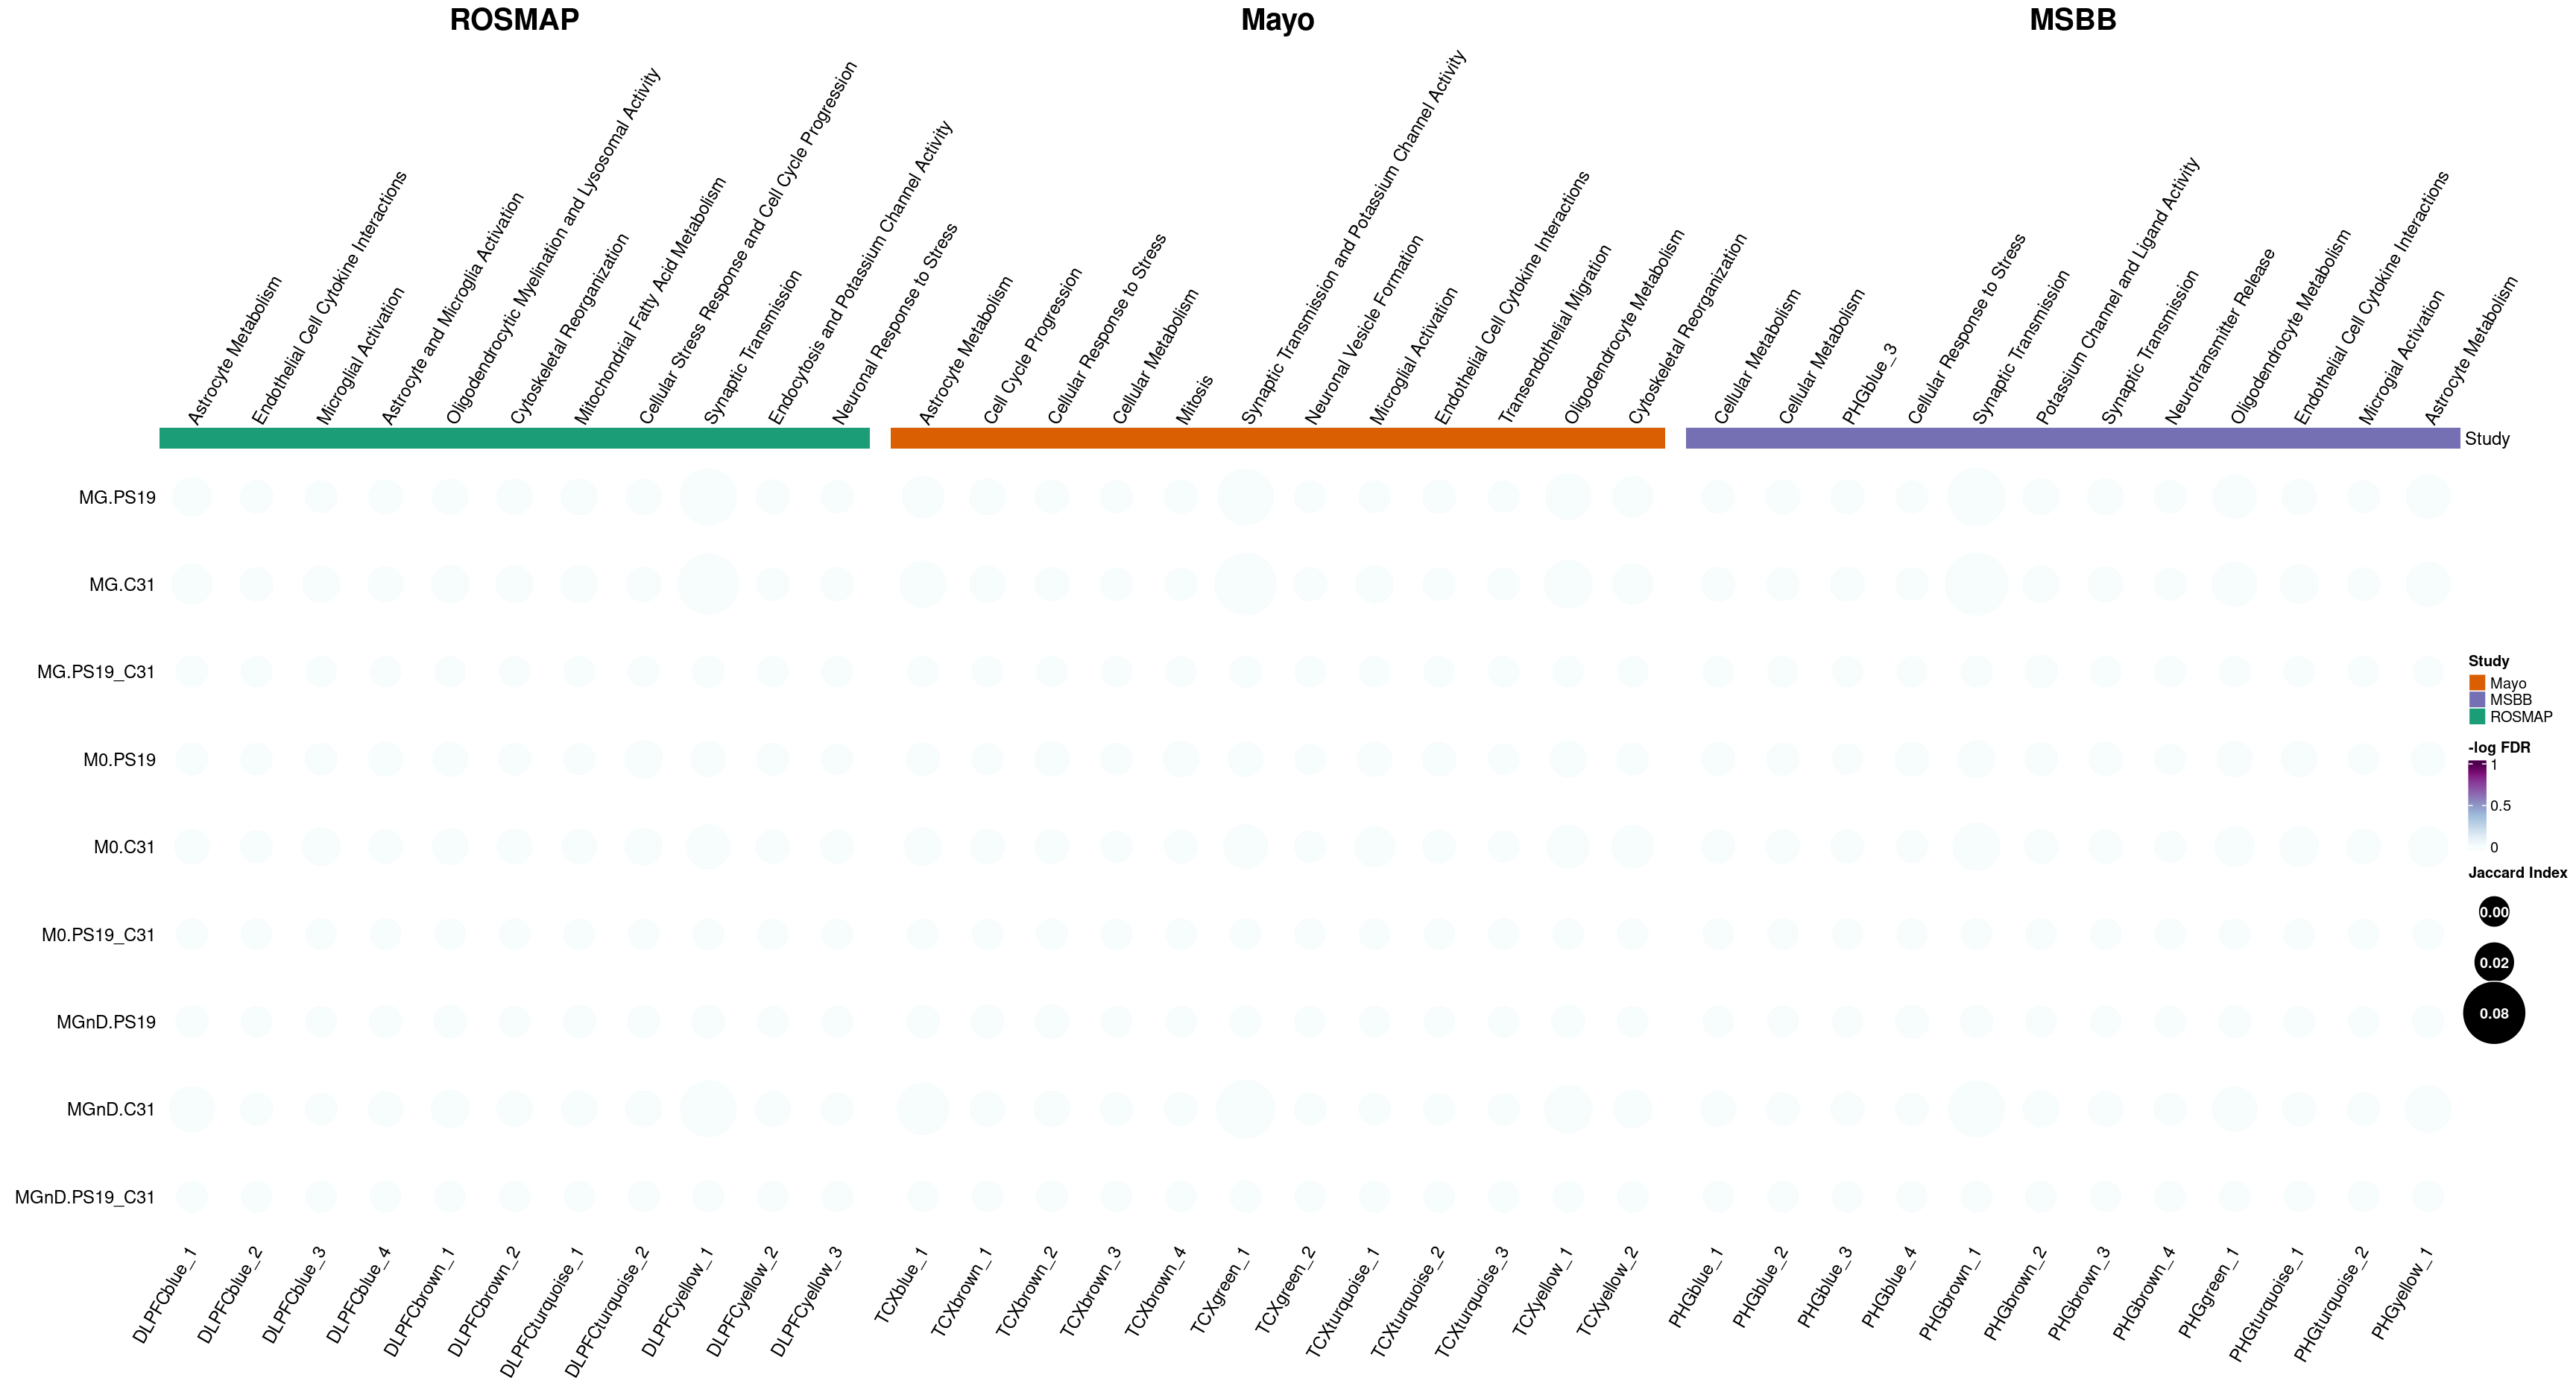 ROSMAP
Mayo
MSBB
Astrocyte Metabolism
Endothelial Cell Cytokine Interactions
Microglial Activation
Astrocyte and Microglia Activation
Oligodendrocytic Myelination and Lysosomal Activity
Cytoskeletal Reorganization
Mitochondrial Fatty Acid Metabolism
Cellular Stress Response and Cell Cycle Progression
Synaptic Transmission
Endocytosis and Potassium Channel Activity
Neuronal Response to Stress
Astrocyte Metabolism
Cell Cycle Progression
Cellular Response to Stress
Cellular Metabolism
Mitosis
Synaptic Transmission and Potassium Channel Activity
Neuronal Vesicle Formation
Microglial Activation
Endothelial Cell Cytokine Interactions
Transendothelial Migration
Oligodendrocyte Metabolism
Cytoskeletal Reorganization
Cellular Metabolism
Cellular Metabolism
PHGblue_3
Cellular Response to Stress
Synaptic Transmission
Potassium Channel and Ligand Activity
Synaptic Transmission
Neurotransmitter Release
Oligodendrocyte Metabolism
Endothelial Cell Cytokine Interactions
Microgial Activation
Astrocyte Metabolism
Study
MG.PS19
MG.C31
MG.PS19_C31
M0.PS19
M0.C31
M0.PS19_C31
MGnD.PS19
MGnD.C31
MGnD.PS19_C31
DLPFCblue_1
DLPFCblue_2
DLPFCblue_3
DLPFCblue_4
DLPFCbrown_1
DLPFCbrown_2
DLPFCturquoise_1
DLPFCturquoise_2
DLPFCyellow_1
DLPFCyellow_2
DLPFCyellow_3
TCXblue_1
TCXbrown_1
TCXbrown_2
TCXbrown_3
TCXbrown_4
TCXgreen_1
TCXgreen_2
TCXturquoise_1
TCXturquoise_2
TCXturquoise_3
TCXyellow_1
TCXyellow_2
PHGblue_1
PHGblue_2
PHGblue_3
PHGblue_4
PHGbrown_1
PHGbrown_2
PHGbrown_3
PHGbrown_4
PHGgreen_1
PHGturquoise_1
PHGturquoise_2
PHGyellow_1
Study
Mayo
MSBB
ROSMAP
-log FDR
1
0.5
0
Jaccard Index
0.00
0.02
0.08